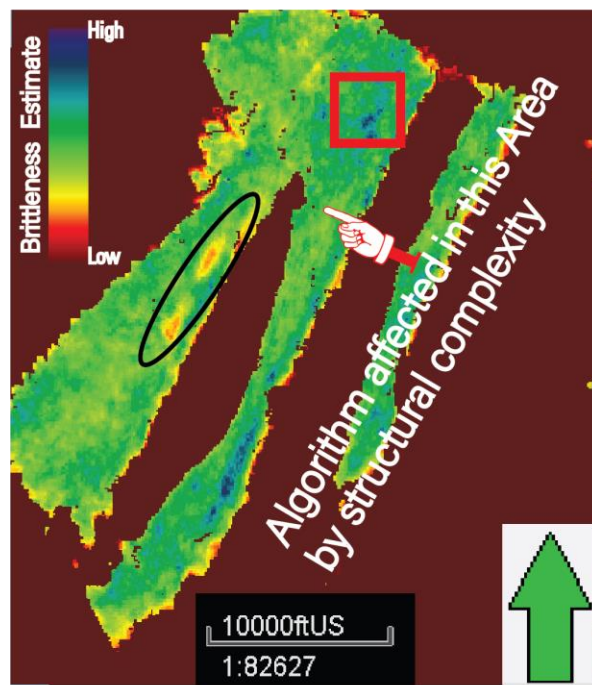 High
Brittleness Estimate
Low
Algorithm affected in this Area
by structural complexity
10000ftUS
1:82627